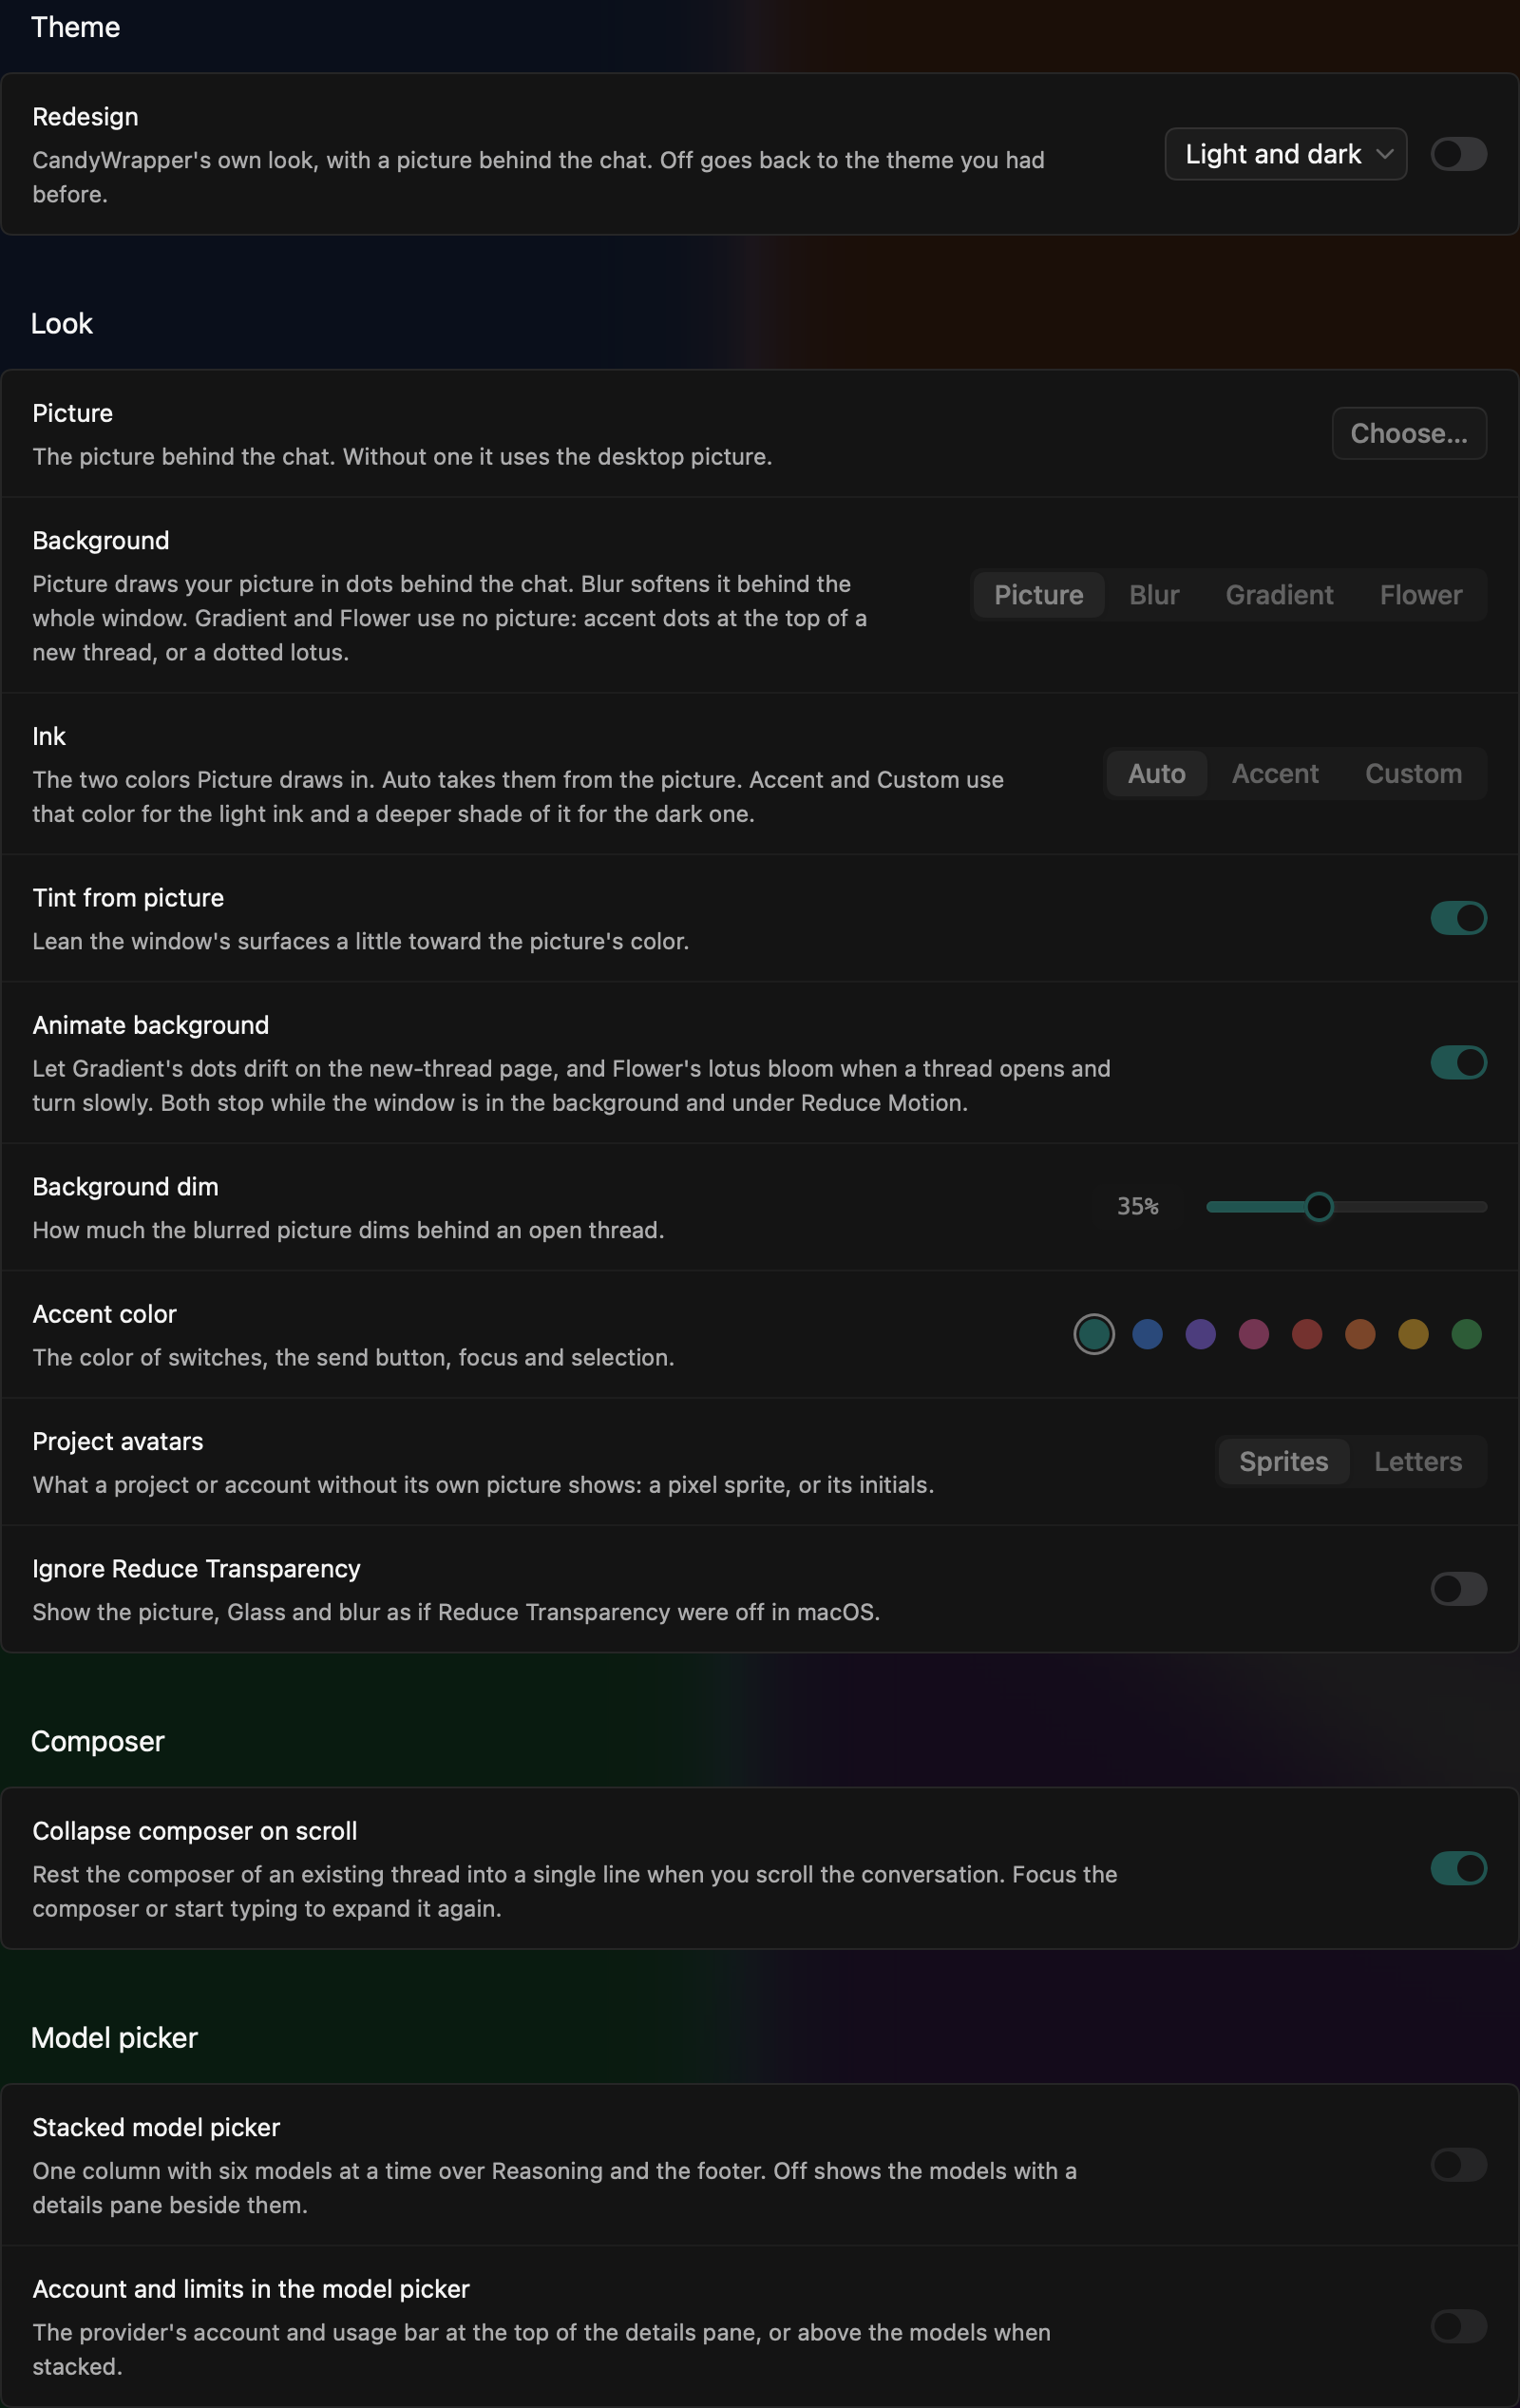 Theme
Redesign
CandyWrapper's own look, with a picture behind the chat. Off goes back to the theme you had
before.
Light and dark
Look
Picture
The picture behind the chat. Without one it uses the desktop picture.
Choose...
Background
Picture draws your picture in dots behind the chat. Blur softens it behind the
whole window. Gradient and Flower use no picture: accent dots at the top of a
new thread, or a dotted lotus.
Picture Blur Gradient Flower
Ink
The two colors Picture draws in. Auto takes them from the picture. Accent and Custom use
that color for the light ink and a deeper shade of it for the dark one.
Auto Accent Custom
Tint from picture
Lean the window's surfaces a little toward the picture's color.
Animate background
Let Gradient's dots drift on the new-thread page, and Flower's lotus bloom when a thread opens and
turn slowly. Both stop while the window is in the background and under Reduce Motion.
Background dim
How much the blurred picture dims behind an open thread.
35%
Accent color
The color of switches, the send button, focus and selection.
Project avatars
What a project or account without its own picture shows: a pixel sprite, or its initials.
Sprites Letters
Ignore Reduce Transparency
Show the picture, Glass and blur as if Reduce Transparency were off in macOS.
Composer
Collapse composer on scroll
Rest the composer of an existing thread into a single line when you scroll the conversation. Focus the
composer or start typing to expand it again.
Model picker
Stacked model picker
One column with six models at a time over Reasoning and the footer. Off shows the models with a
details pane beside them.
Account and limits in the model picker
The provider's account and usage bar at the top of the details pane, or above the models when
stacked.